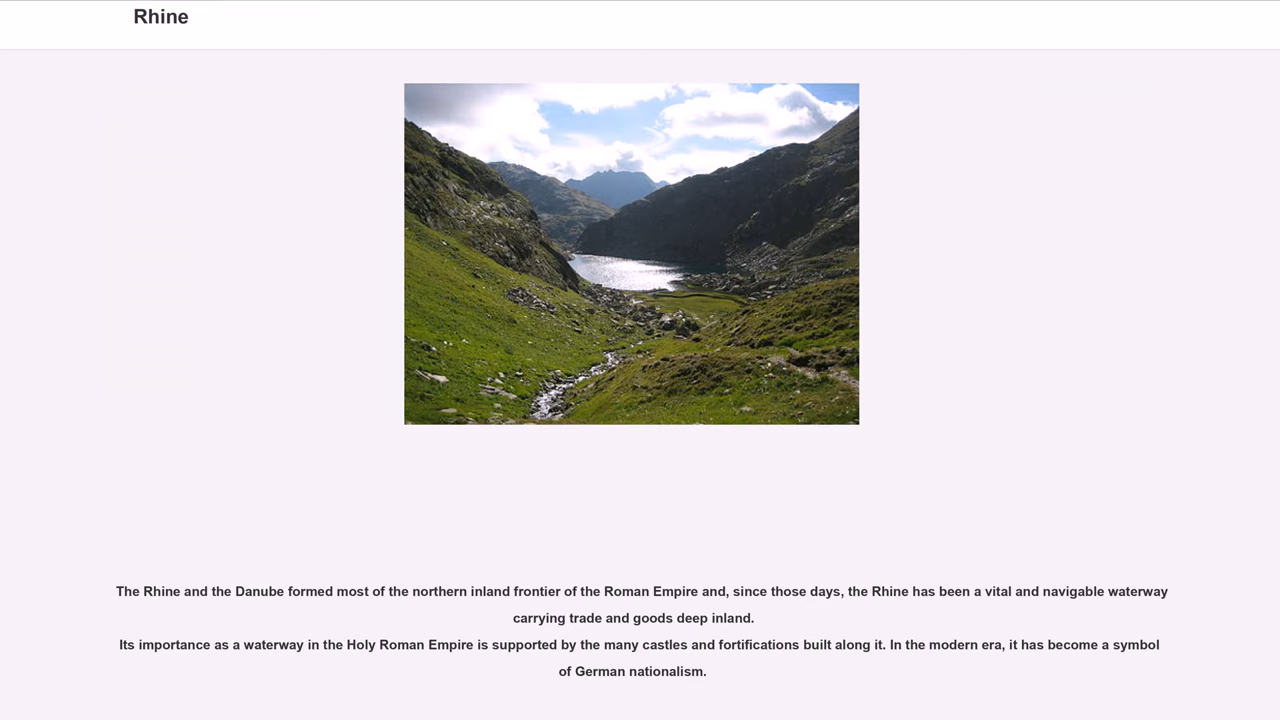 Rhine
The Rhine and the Danube formed most of the northern inland frontier of the Roman Empire and, since those days, the Rhine has been a vital and navigable waterway
carrying trade and goods deep inland.
Its importance as a waterway in the Holy Roman Empire is supported by the many castles and fortifications built along it. In the modern era, it has become a symbol
of German nationalism.